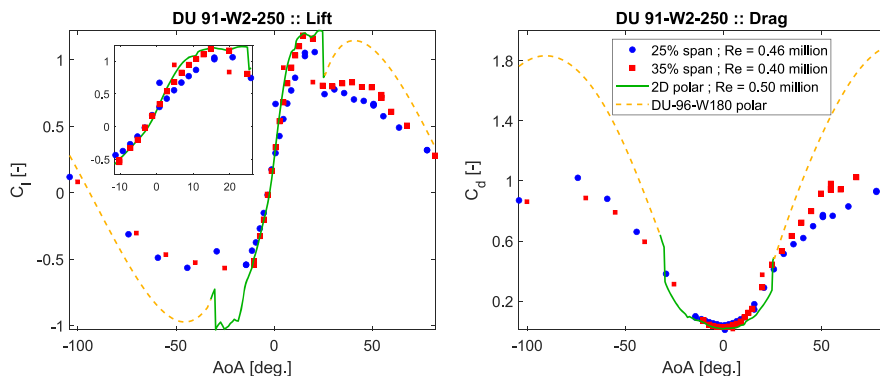 DU 91-W2-250 :: Lift
C_l [-]
1
0.5
0
-0.5
-1
1
0.5
0
-0.5
-10 0 10 20
-100 -50 0 50
AoA [deg.]
DU 91-W2-250 :: Drag
25% span ; Re = 0.46 million
35% span ; Re = 0.40 million
2D polar ; Re = 0.50 million
DU-96-W180 polar
C_d [-]
1.8
1.4
1
0.6
0.2
-100 -50 0 50
AoA [deg.]